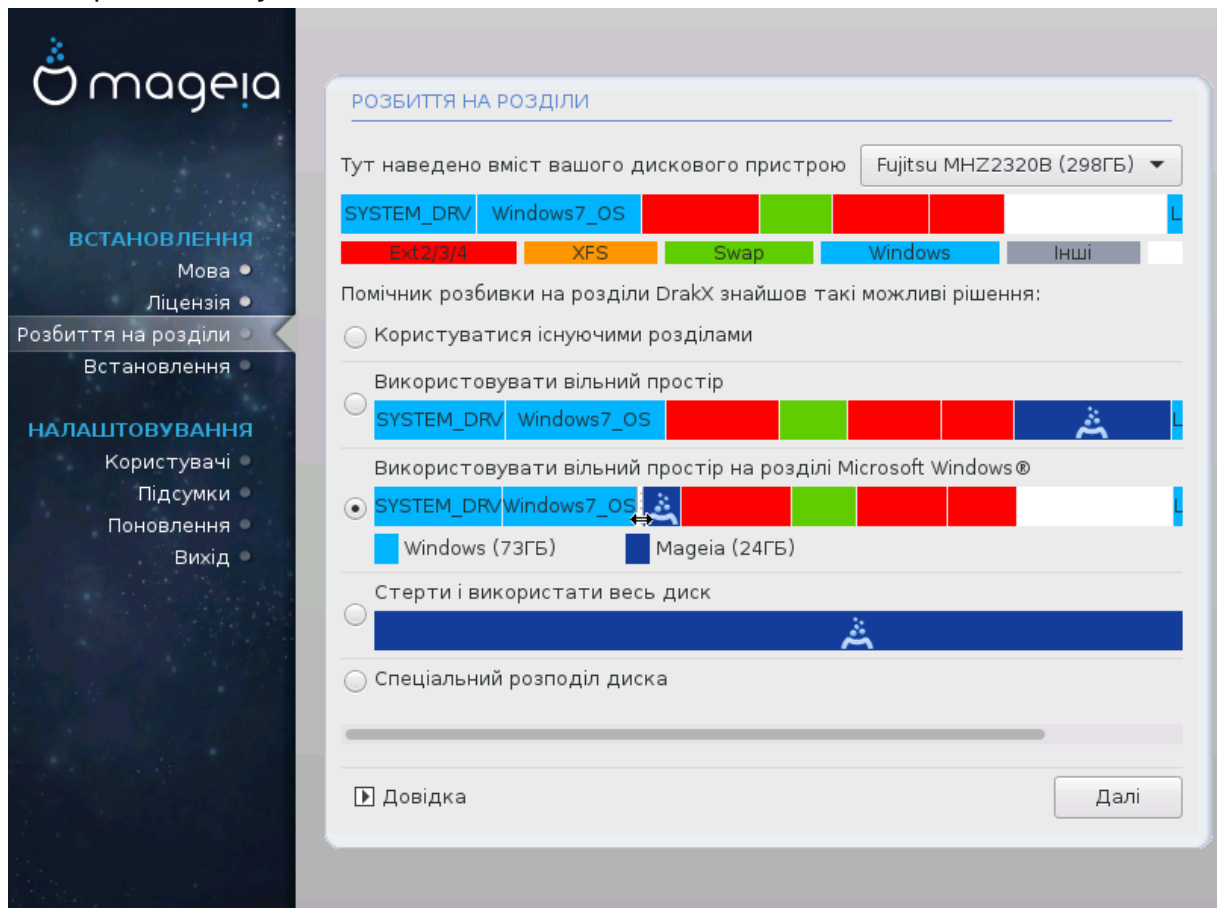 mageia
ВСТАНОВЛЕННЯ
Мова
Ліцензія
Розбиття на розділи
Встановлення
НАЛАШТОВУВАННЯ
Користувачі
Підсумки
Поновлення
Вихід
РОЗБИТТЯ НА РОЗДІЛИ
Тут наведено вміст вашого дискового пристрою Fujitsu MHZ2320B (298ГБ)
SYSTEM_DRV Windows7_OS L
Ext2/3/4 XFS Swap Windows Інші
Помічник розбивки на розділи DrakX знайшов такі можливі рішення:
Користуватися існуючими розділами
Використовувати вільний простір
SYSTEM_DRV Windows7_OS L
Використовувати вільний простір на розділі Microsoft Windows®
SYSTEM_DRV Windows7_OS L
Windows (73ГБ) Mageia (24ГБ)
Стерти і використати весь диск
Спеціальний розподіл диска
Довідка Далі